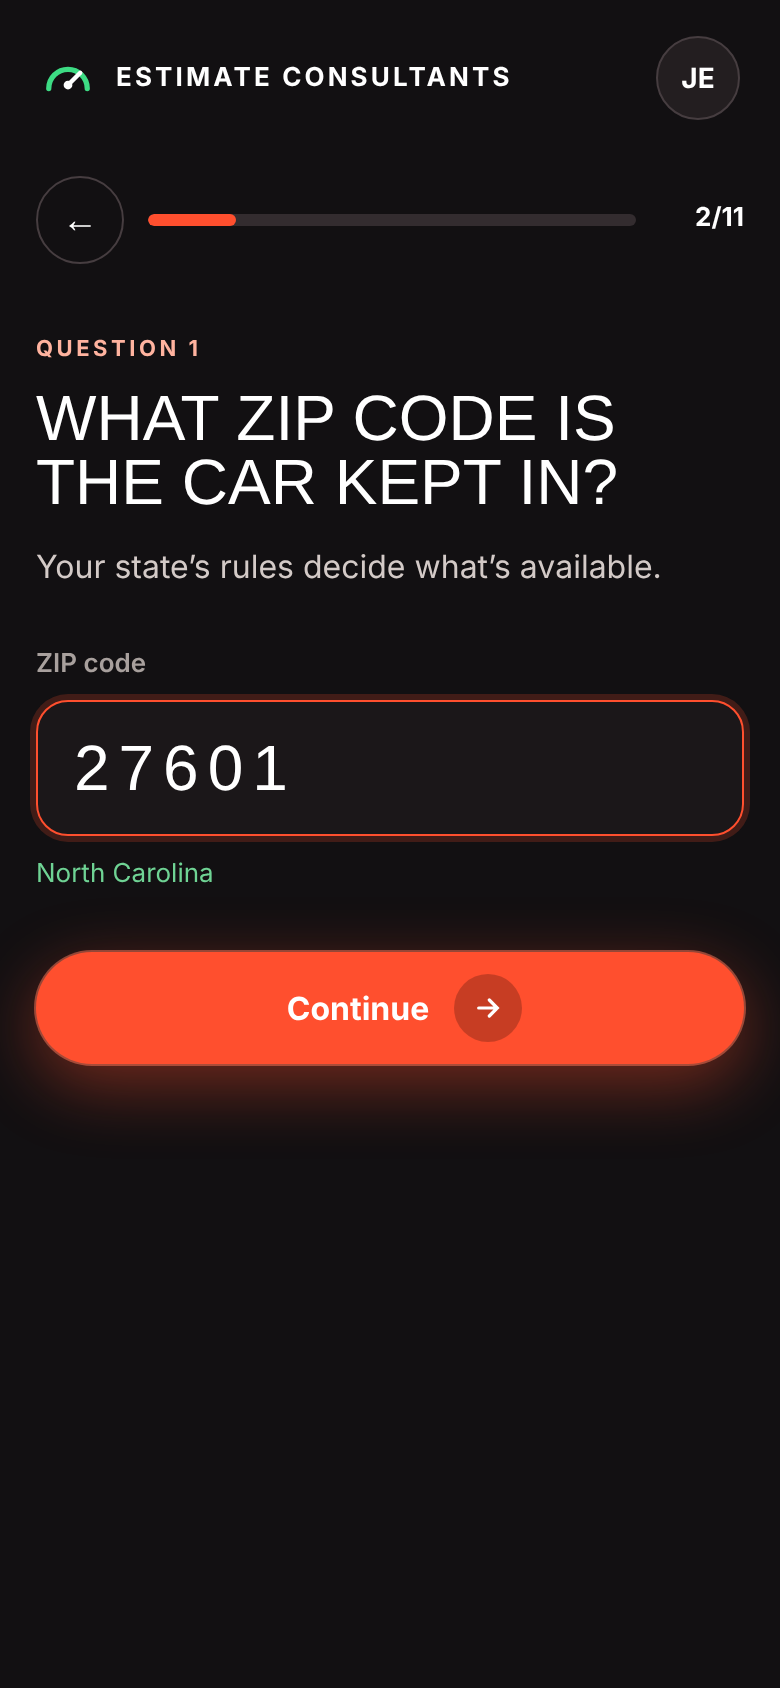 ESTIMATE CONSULTANTS
JE
←
2/11
QUESTION 1
WHAT ZIP CODE IS
THE CAR KEPT IN?
Your state’s rules decide what’s available.
ZIP code
27601
North Carolina
Continue →